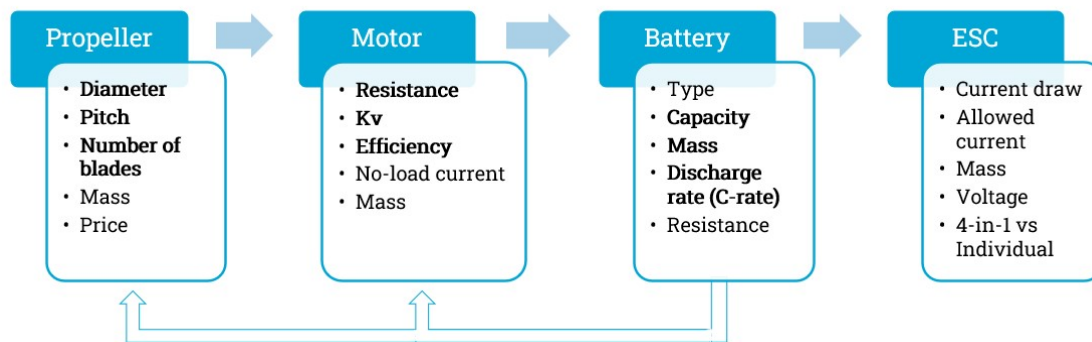 Propeller
• Diameter
• Pitch
• Number of
blades
• Mass
• Price
Motor
• Resistance
• Kv
• Efficiency
• No-load current
• Mass
Battery
• Type
• Capacity
• Mass
• Discharge
rate (C-rate)
• Resistance
ESC
• Current draw
• Allowed
current
• Mass
• Voltage
• 4-in-1 vs
Individual